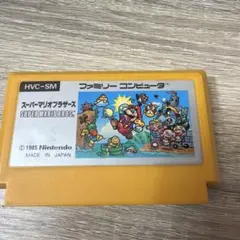 HVC-SM
ファミリー コンピュータ
スーパーマリオブラザーズ
SUPER MARIO BROS.
© 1985 Nintendo
MADE IN JAPAN